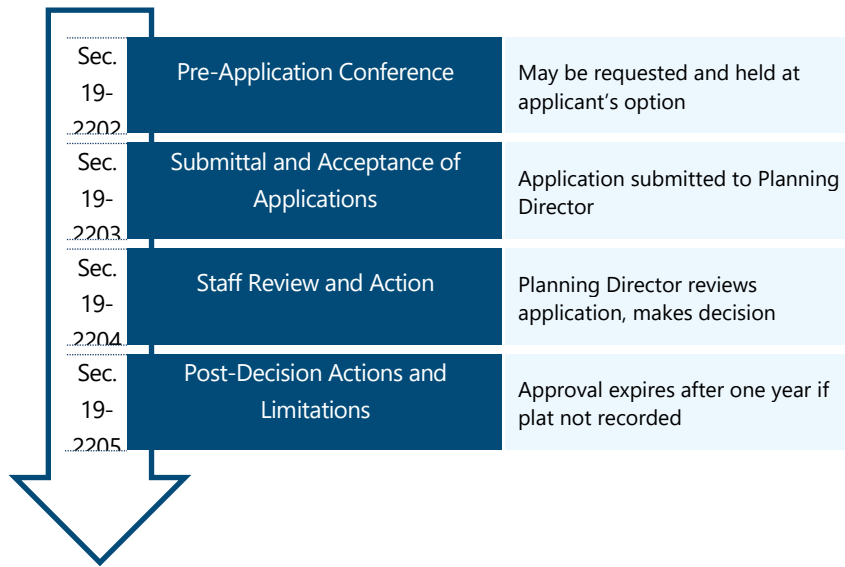 Sec.
19-
2202
Pre-Application Conference
May be requested and held at
applicant’s option
Sec.
19-
2203
Submittal and Acceptance of
Applications
Application submitted to Planning
Director
Sec.
19-
2204
Staff Review and Action
Planning Director reviews
application, makes decision
Sec.
19-
2205
Post-Decision Actions and
Limitations
Approval expires after one year if
plat not recorded